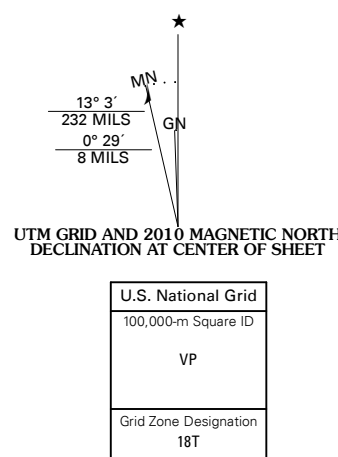 MN
13° 3´
232 MILS
GN
0° 29´
8 MILS
UTM GRID AND 2010 MAGNETIC NORTH
DECLINATION AT CENTER OF SHEET
U.S. National Grid
100,000-m Square ID
VP
Grid Zone Designation
18T